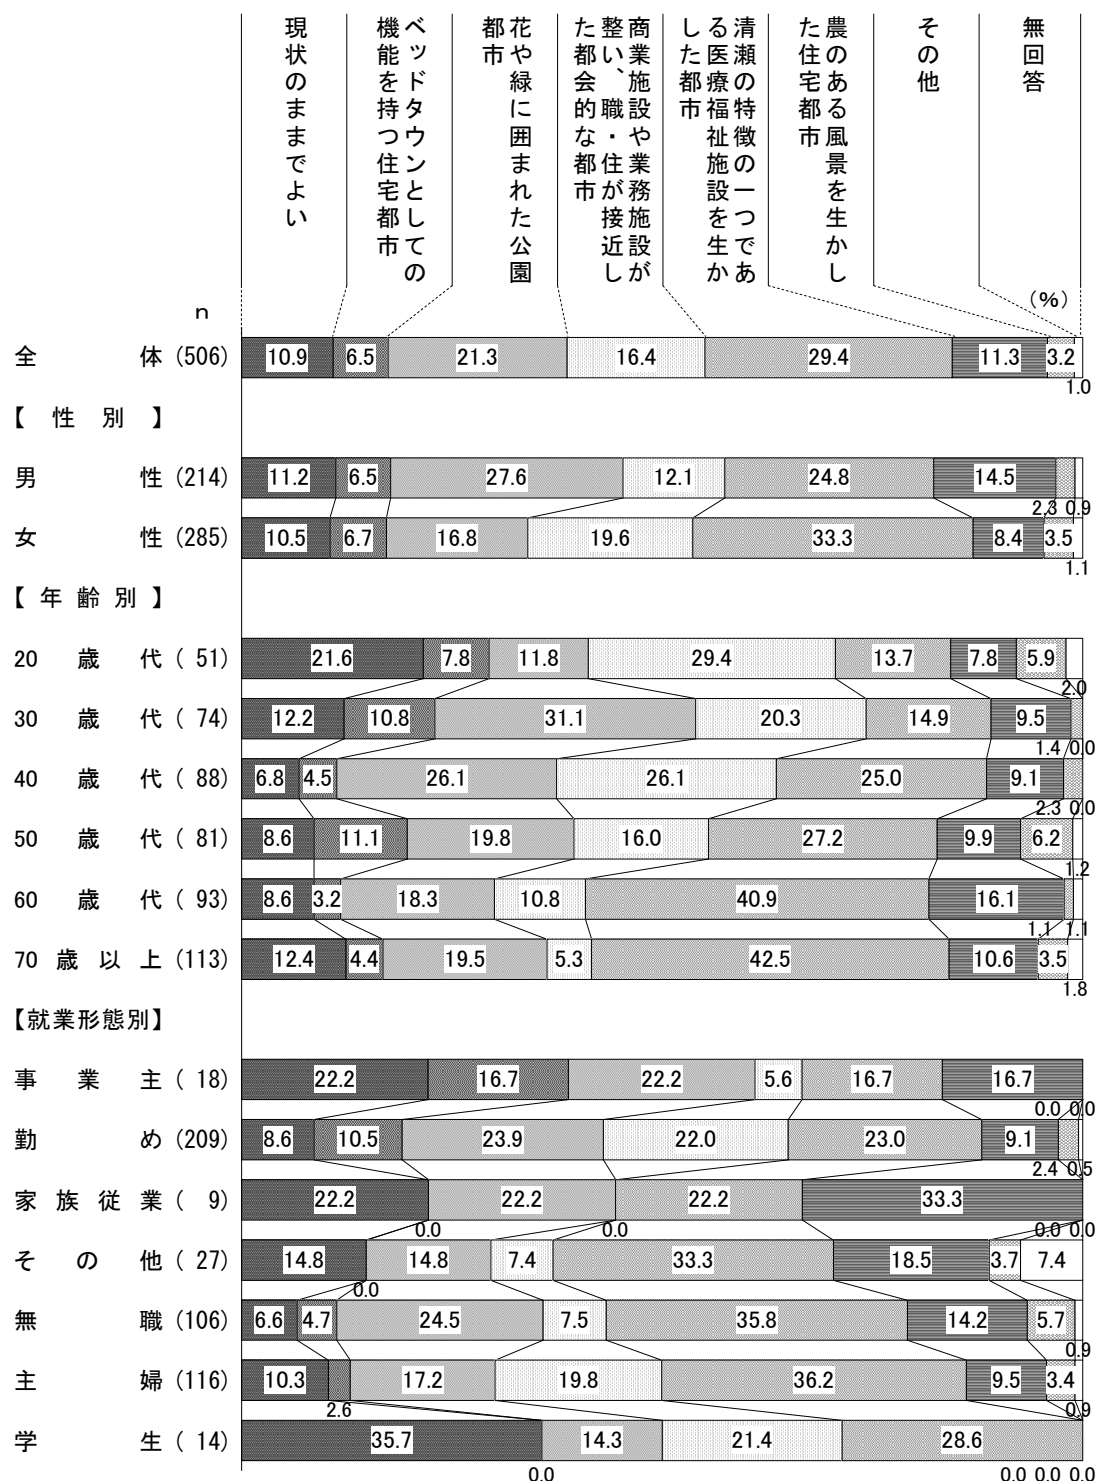 現状のままでよい
ベッドタウンとしての
機能を持つ住宅都市
花や緑に囲まれた公園
都市
商業施設や業務施設が
整い、職・住が接近し
た都会的な都市
清瀬の特徴の一つであ
る医療福祉施設を生か
した都市
農のある風景を生かし
た住宅都市
その他
無回答
(%)
n
全体(506) 10.9 6.5 21.3 16.4 29.4 11.3 3.2
1.0
【性別】
男性(214) 11.2 6.5 27.6 12.1 24.8 14.5
2.3 0.9
女性(285) 10.5 6.7 16.8 19.6 33.3 8.4 3.5
1.1
【年齢別】
20歳代( 51) 21.6 7.8 11.8 29.4 13.7 7.8 5.9
2.0
30歳代( 74) 12.2 10.8 31.1 20.3 14.9 9.5
1.4 0.0
40歳代( 88) 6.8 4.5 26.1 26.1 25.0 9.1
2.3 0.0
50歳代( 81) 8.6 11.1 19.8 16.0 27.2 9.9 6.2
1.2
60歳代( 93) 8.6 3.2 18.3 10.8 40.9 16.1
1.1 1.1
70歳以上(113) 12.4 4.4 19.5 5.3 42.5 10.6 3.5
1.8
【就業形態別】
事業主( 18) 22.2 16.7 22.2 5.6 16.7 16.7
0.0 0.0
勤め(209) 8.6 10.5 23.9 22.0 23.0 9.1
2.4 0.5
家族従業( 9) 22.2 22.2 22.2 33.3
0.0 0.0 0.0 0.0
その他( 27) 14.8 14.8 7.4 33.3 18.5 3.7 7.4
0.0
無職(106) 6.6 4.7 24.5 7.5 35.8 14.2 5.7
0.9
主婦(116) 10.3 17.2 19.8 36.2 9.5 3.4
2.6 0.9
学生( 14) 35.7 14.3 21.4 28.6
0.0 0.0 0.0 0.0